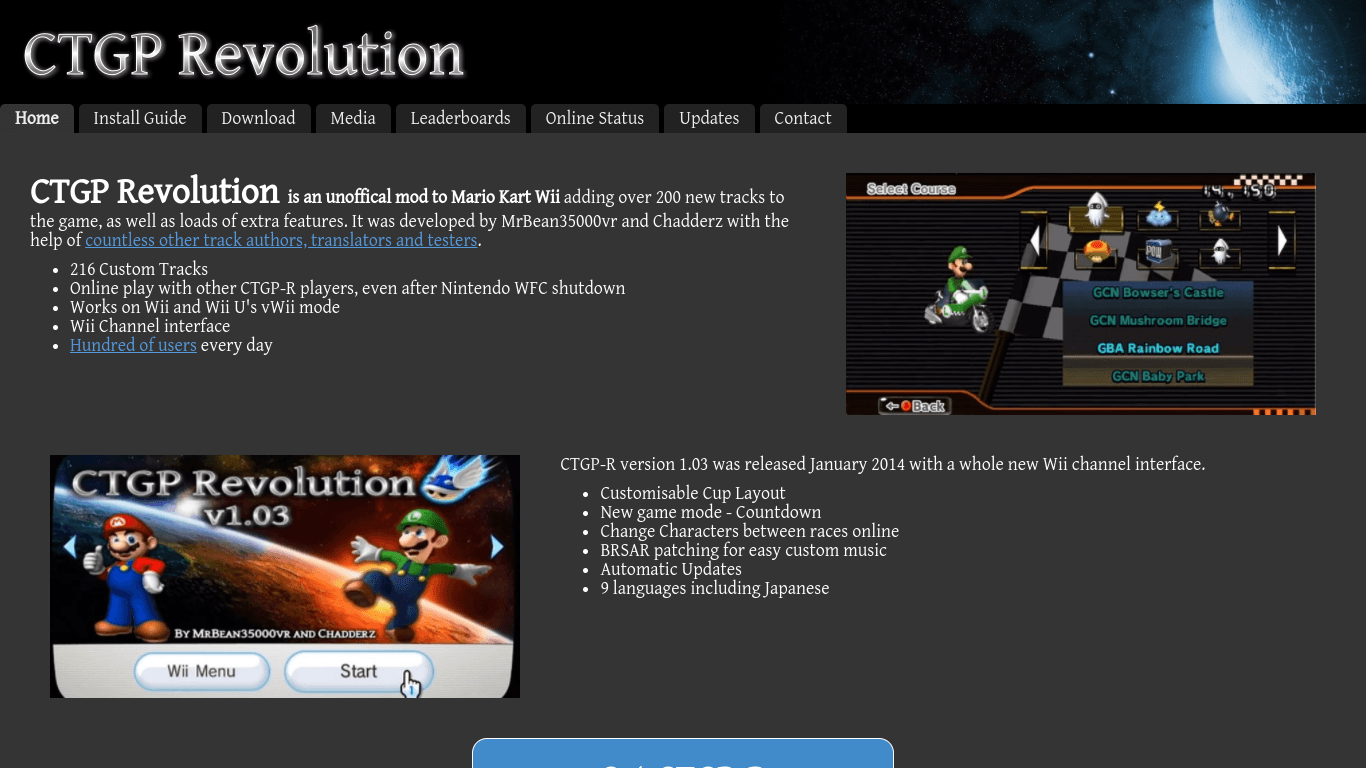 CTGP Revolution
Home
Install Guide
Download
Media
Leaderboards
Online Status
Updates
Contact
CTGP Revolution is an unoffical mod to Mario Kart Wii adding over 200 new tracks to
the game, as well as loads of extra features. It was developed by MrBean35000vr and Chadderz with the
help of countless other track authors, translators and testers.
216 Custom Tracks
Online play with other CTGP-R players, even after Nintendo WFC shutdown
Works on Wii and Wii U's vWii mode
Wii Channel interface
Hundred of users every day
Select Course
POW
GCN Bowser's Castle
GCN Mushroom Bridge
GBA Rainbow Road
GCN Baby Park
Back
CTGP Revolution
v1.03
By MrBean35000vr and Chadderz
Wii Menu
Start
1
CTGP-R version 1.03 was released January 2014 with a whole new Wii channel interface.
Customisable Cup Layout
New game mode - Countdown
Change Characters between races online
BRSAR patching for easy custom music
Automatic Updates
9 languages including Japanese